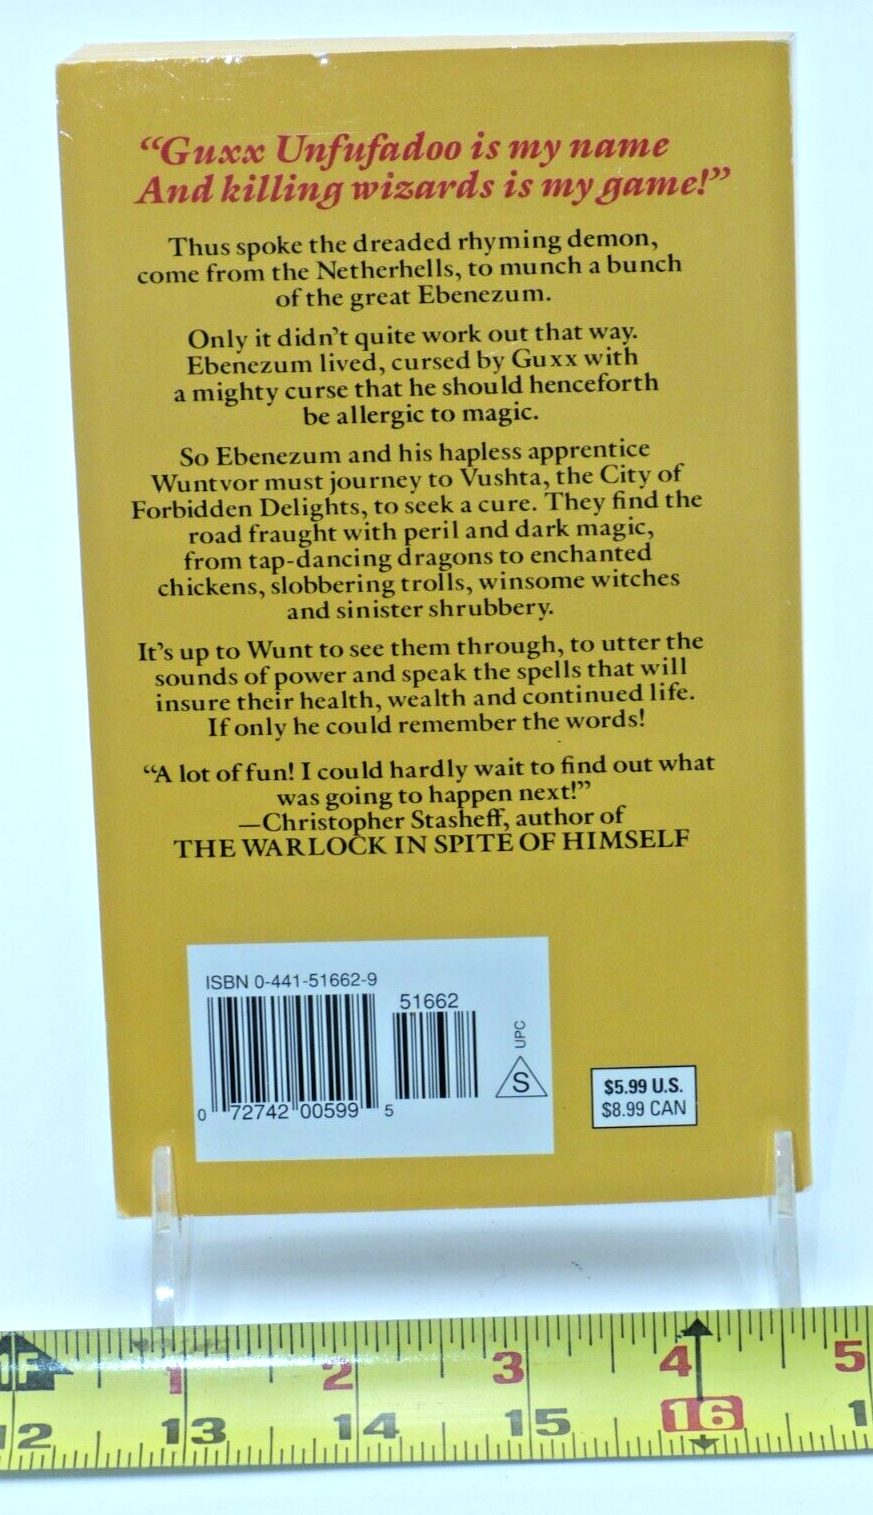 “Guxx Unfufadoo is my name
And killing wizards is my game!”
Thus spoke the dreaded rhyming demon,
come from the Netherhells, to munch a bunch
of the great Ebenezum.
Only it didn’t quite work out that way.
Ebenezum lived, cursed by Guxx with
a mighty curse that he should henceforth
be allergic to magic.
So Ebenezum and his hapless apprentice
Wuntvor must journey to Vushta, the City of
Forbidden Delights, to seek a cure. They find the
road fraught with peril and dark magic,
from tap-dancing dragons to enchanted
chickens, slobbering trolls, winsome witches
and sinister shrubbery.
It’s up to Wunt to see them through, to utter the
sounds of power and speak the spells that will
insure their health, wealth and continued life.
If only he could remember the words!
“A lot of fun! I could hardly wait to find out what
was going to happen next!”
—Christopher Stasheff, author of
THE WARLOCK IN SPITE OF HIMSELF
ISBN 0-441-51662-9
51662
UPC
S
0 72742 00599 5
$5.99 U.S.
$8.99 CAN
1F 1 2 3 4 5
12 13 14 15 16 1